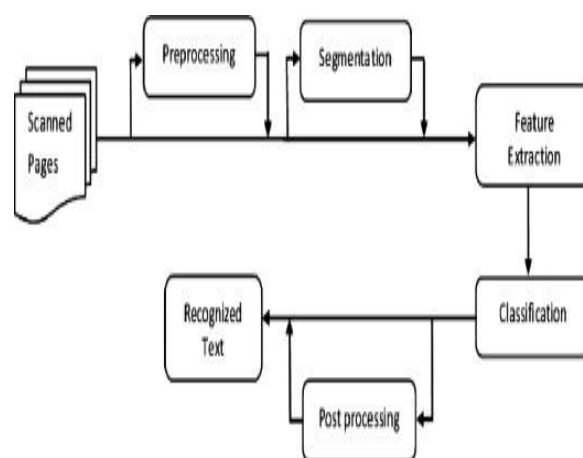 Preprocessing
Segmentation
Scanned
Pages
Feature
Extraction
Classification
Recognized
Text
Post processing